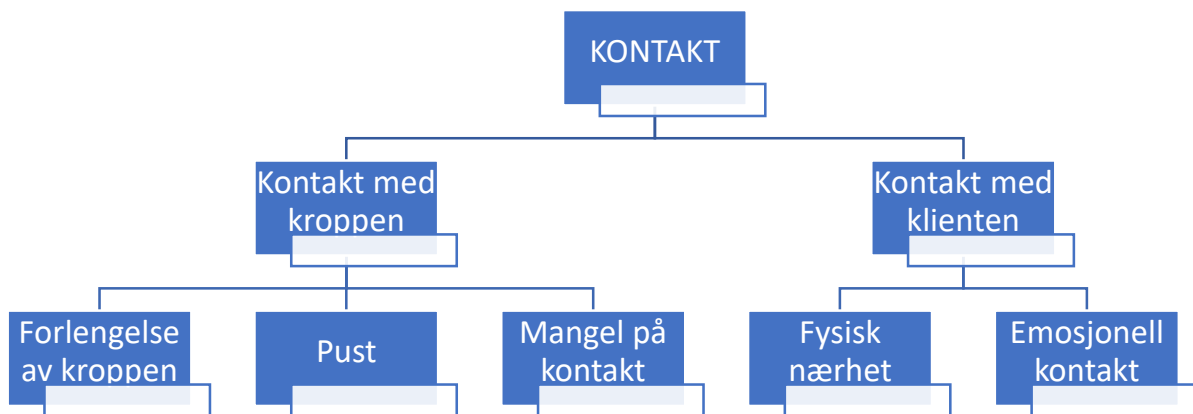 KONTAKT
Kontakt med
kroppen
Kontakt med
klienten
Forlengelse
av kroppen
Pust
Mangel på
kontakt
Fysisk
nærhet
Emosjonell
kontakt